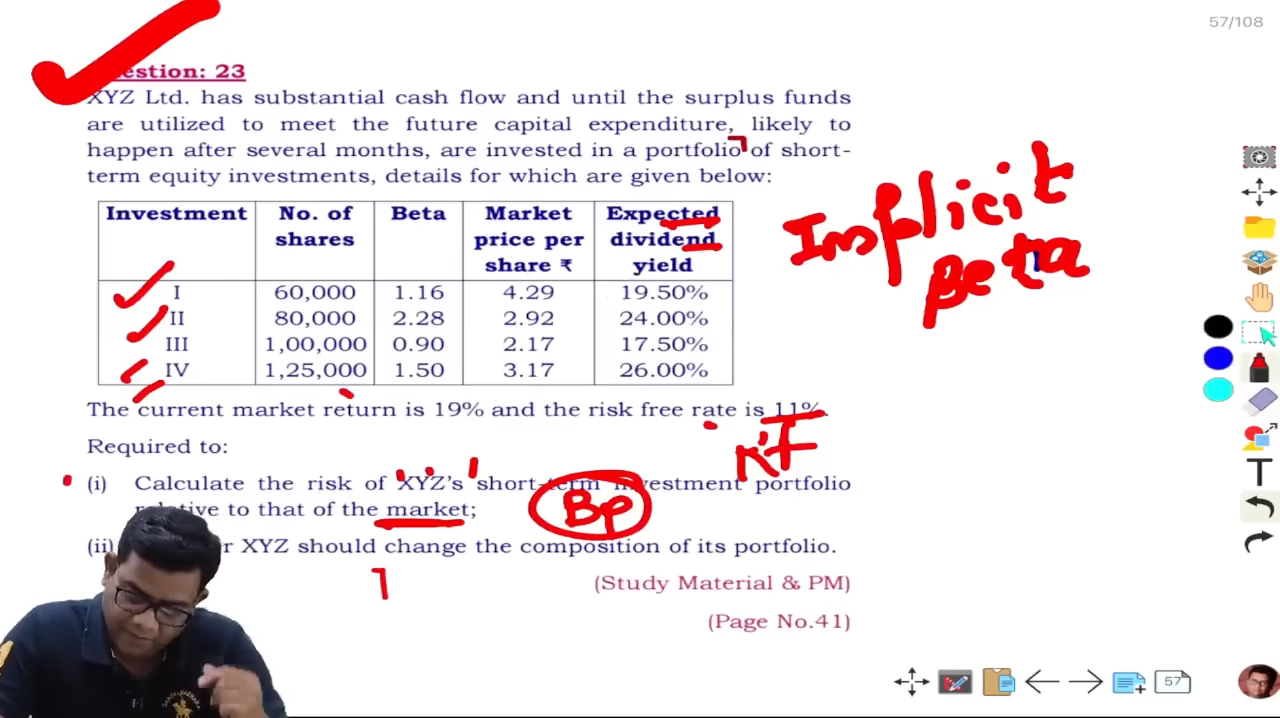 57/108
Question: 23
XYZ Ltd. has substantial cash flow and until the surplus funds
are utilized to meet the future capital expenditure, likely to
happen after several months, are invested in a portfolio of short-
term equity investments, details for which are given below:
Investment No. of shares Beta Market price per share ₹ Expected dividend yield
I 60,000 1.16 4.29 19.50%
II 80,000 2.28 2.92 24.00%
III 1,00,000 0.90 2.17 17.50%
IV 1,25,000 1.50 3.17 26.00%
Implicit
Beta
The current market return is 19% and the risk free rate is 11%.
Rf
Required to:
(i) Calculate the risk of XYZ's short-term investment portfolio
relative to that of the market;
Bp
(ii) XYZ should change the composition of its portfolio.
(Study Material & PM)
(Page No.41)
57